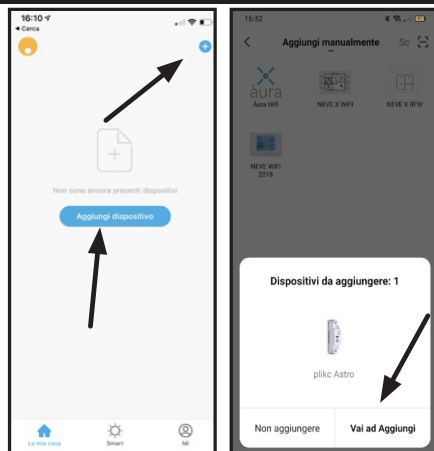 16:10
Cerca
Non sono ancora presenti dispositivi
Aggiungi dispositivo
La mia casa
Smart
Mi
15:32
Aggiungi manualmente
Sc
àura
Àura Wifi
NEVE X WIFI
NEVE X RFW
NEVE WIFI
2018
Dispositivi da aggiungere: 1
plikc Astro
Non aggiungere
Vai ad Aggiungi